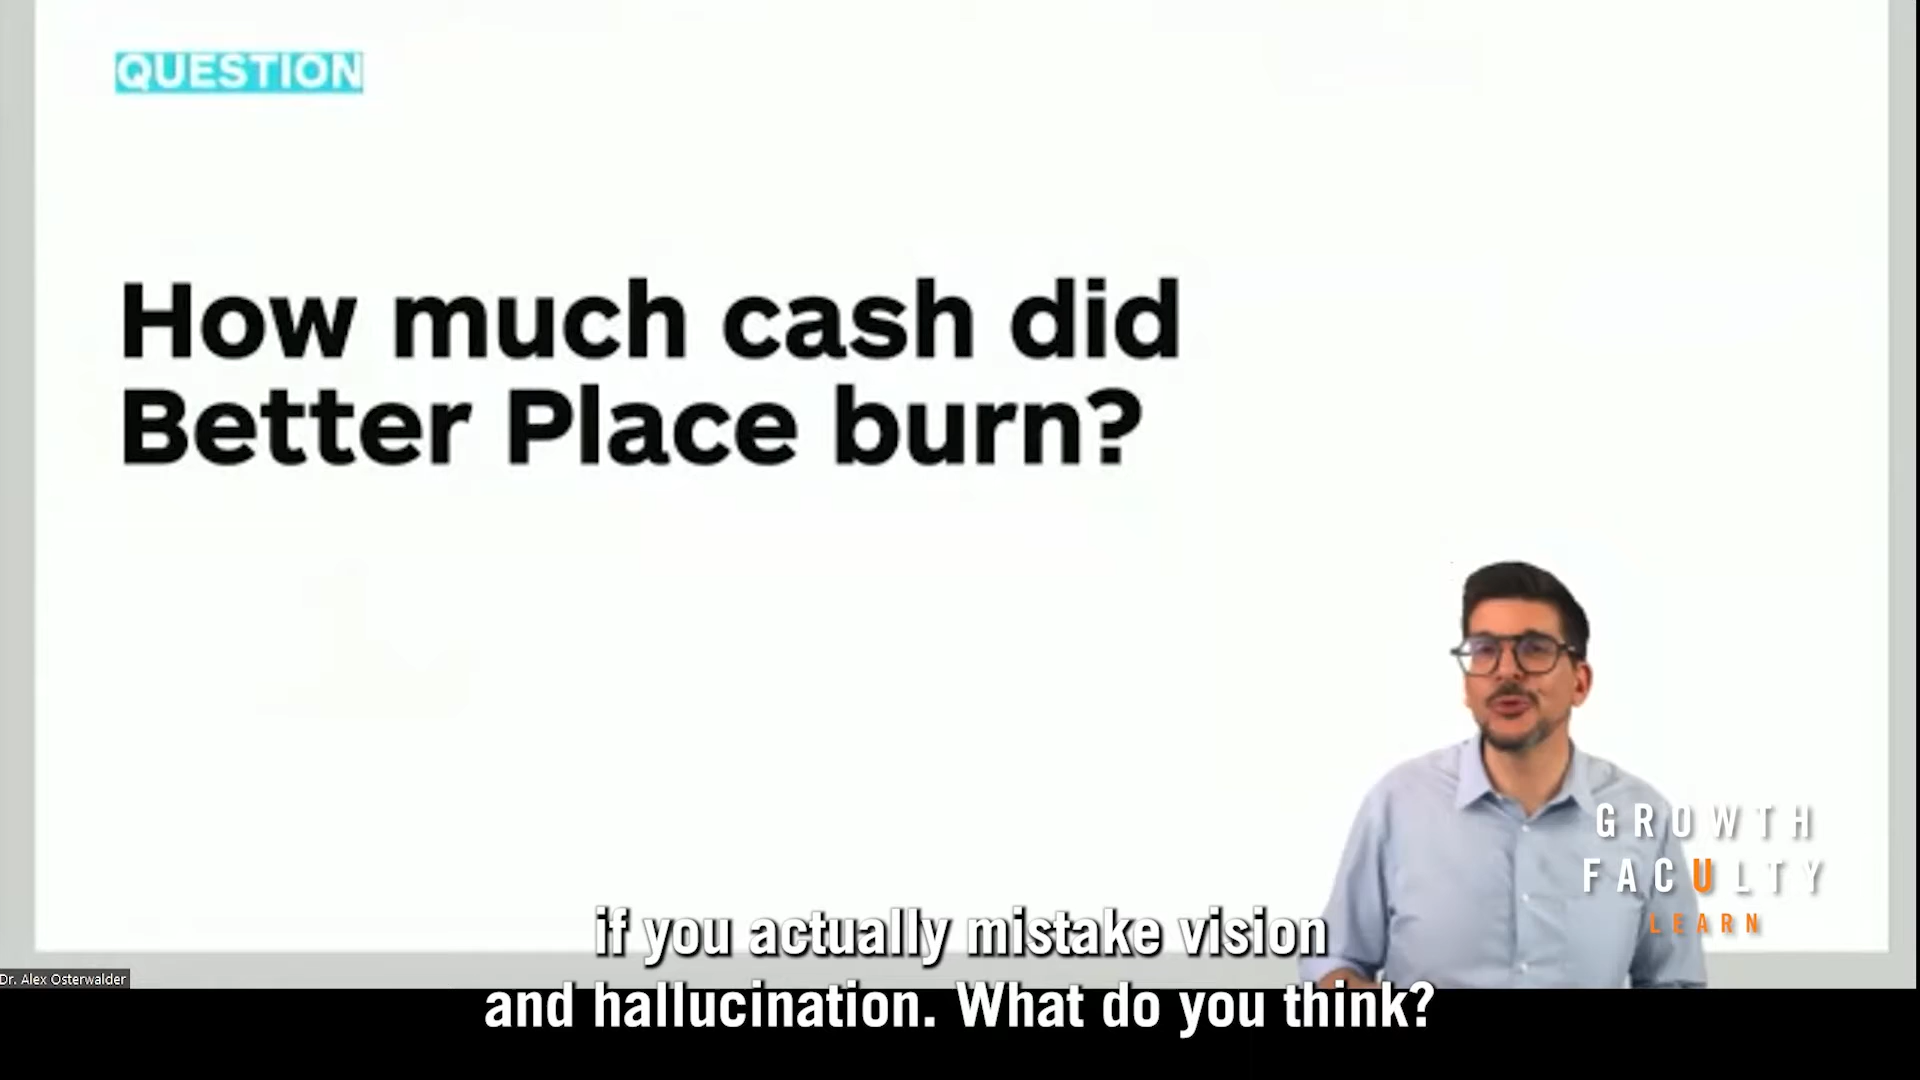 QUESTION
How much cash did
Better Place burn?
GROWTH
FACULTY
LEARN
if you actually mistake vision
and hallucination. What do you think?
Dr. Alex Osterwalder